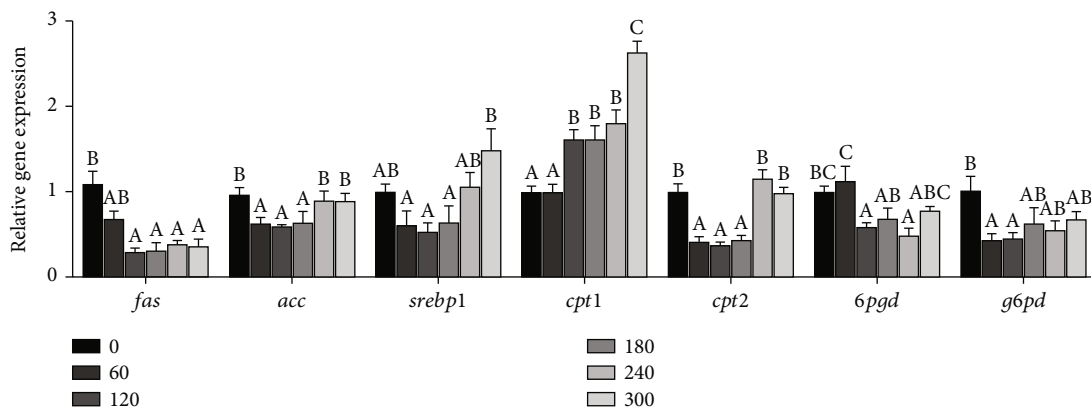 Relative gene expression
3
2
1
0
B AB A A A A
B A A A B B
AB A A A AB B
A A B B B C
B A A A B B
BC C A AB A ABC
B A A AB AB AB
fas acc srebp1 cpt1 cpt2 6pgd g6pd
0 180
60 240
120 300